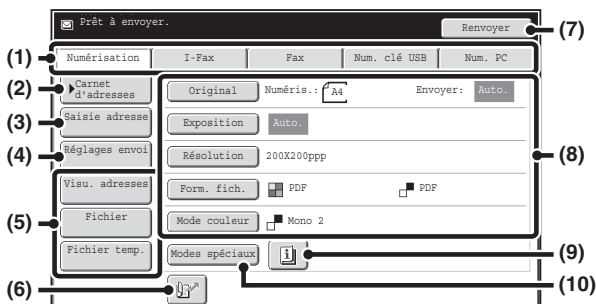 Prêt à envoyer.
Renvoyer
(7)
(1)
Numérisation I-Fax Fax Num. clé USB Num. PC
(2)
Carnet d'adresses
Original Numéris.: A4 Envoyer: Auto.
(3)
Saisie adresse
Exposition Auto.
(4)
Réglages envoi
Résolution 200X200ppp
(8)
(5)
Visu. adresses
Form. fich. PDF PDF
Fichier
Mode couleur Mono 2
Fichier temp.
Modes spéciaux
(9)
(10)
(6)